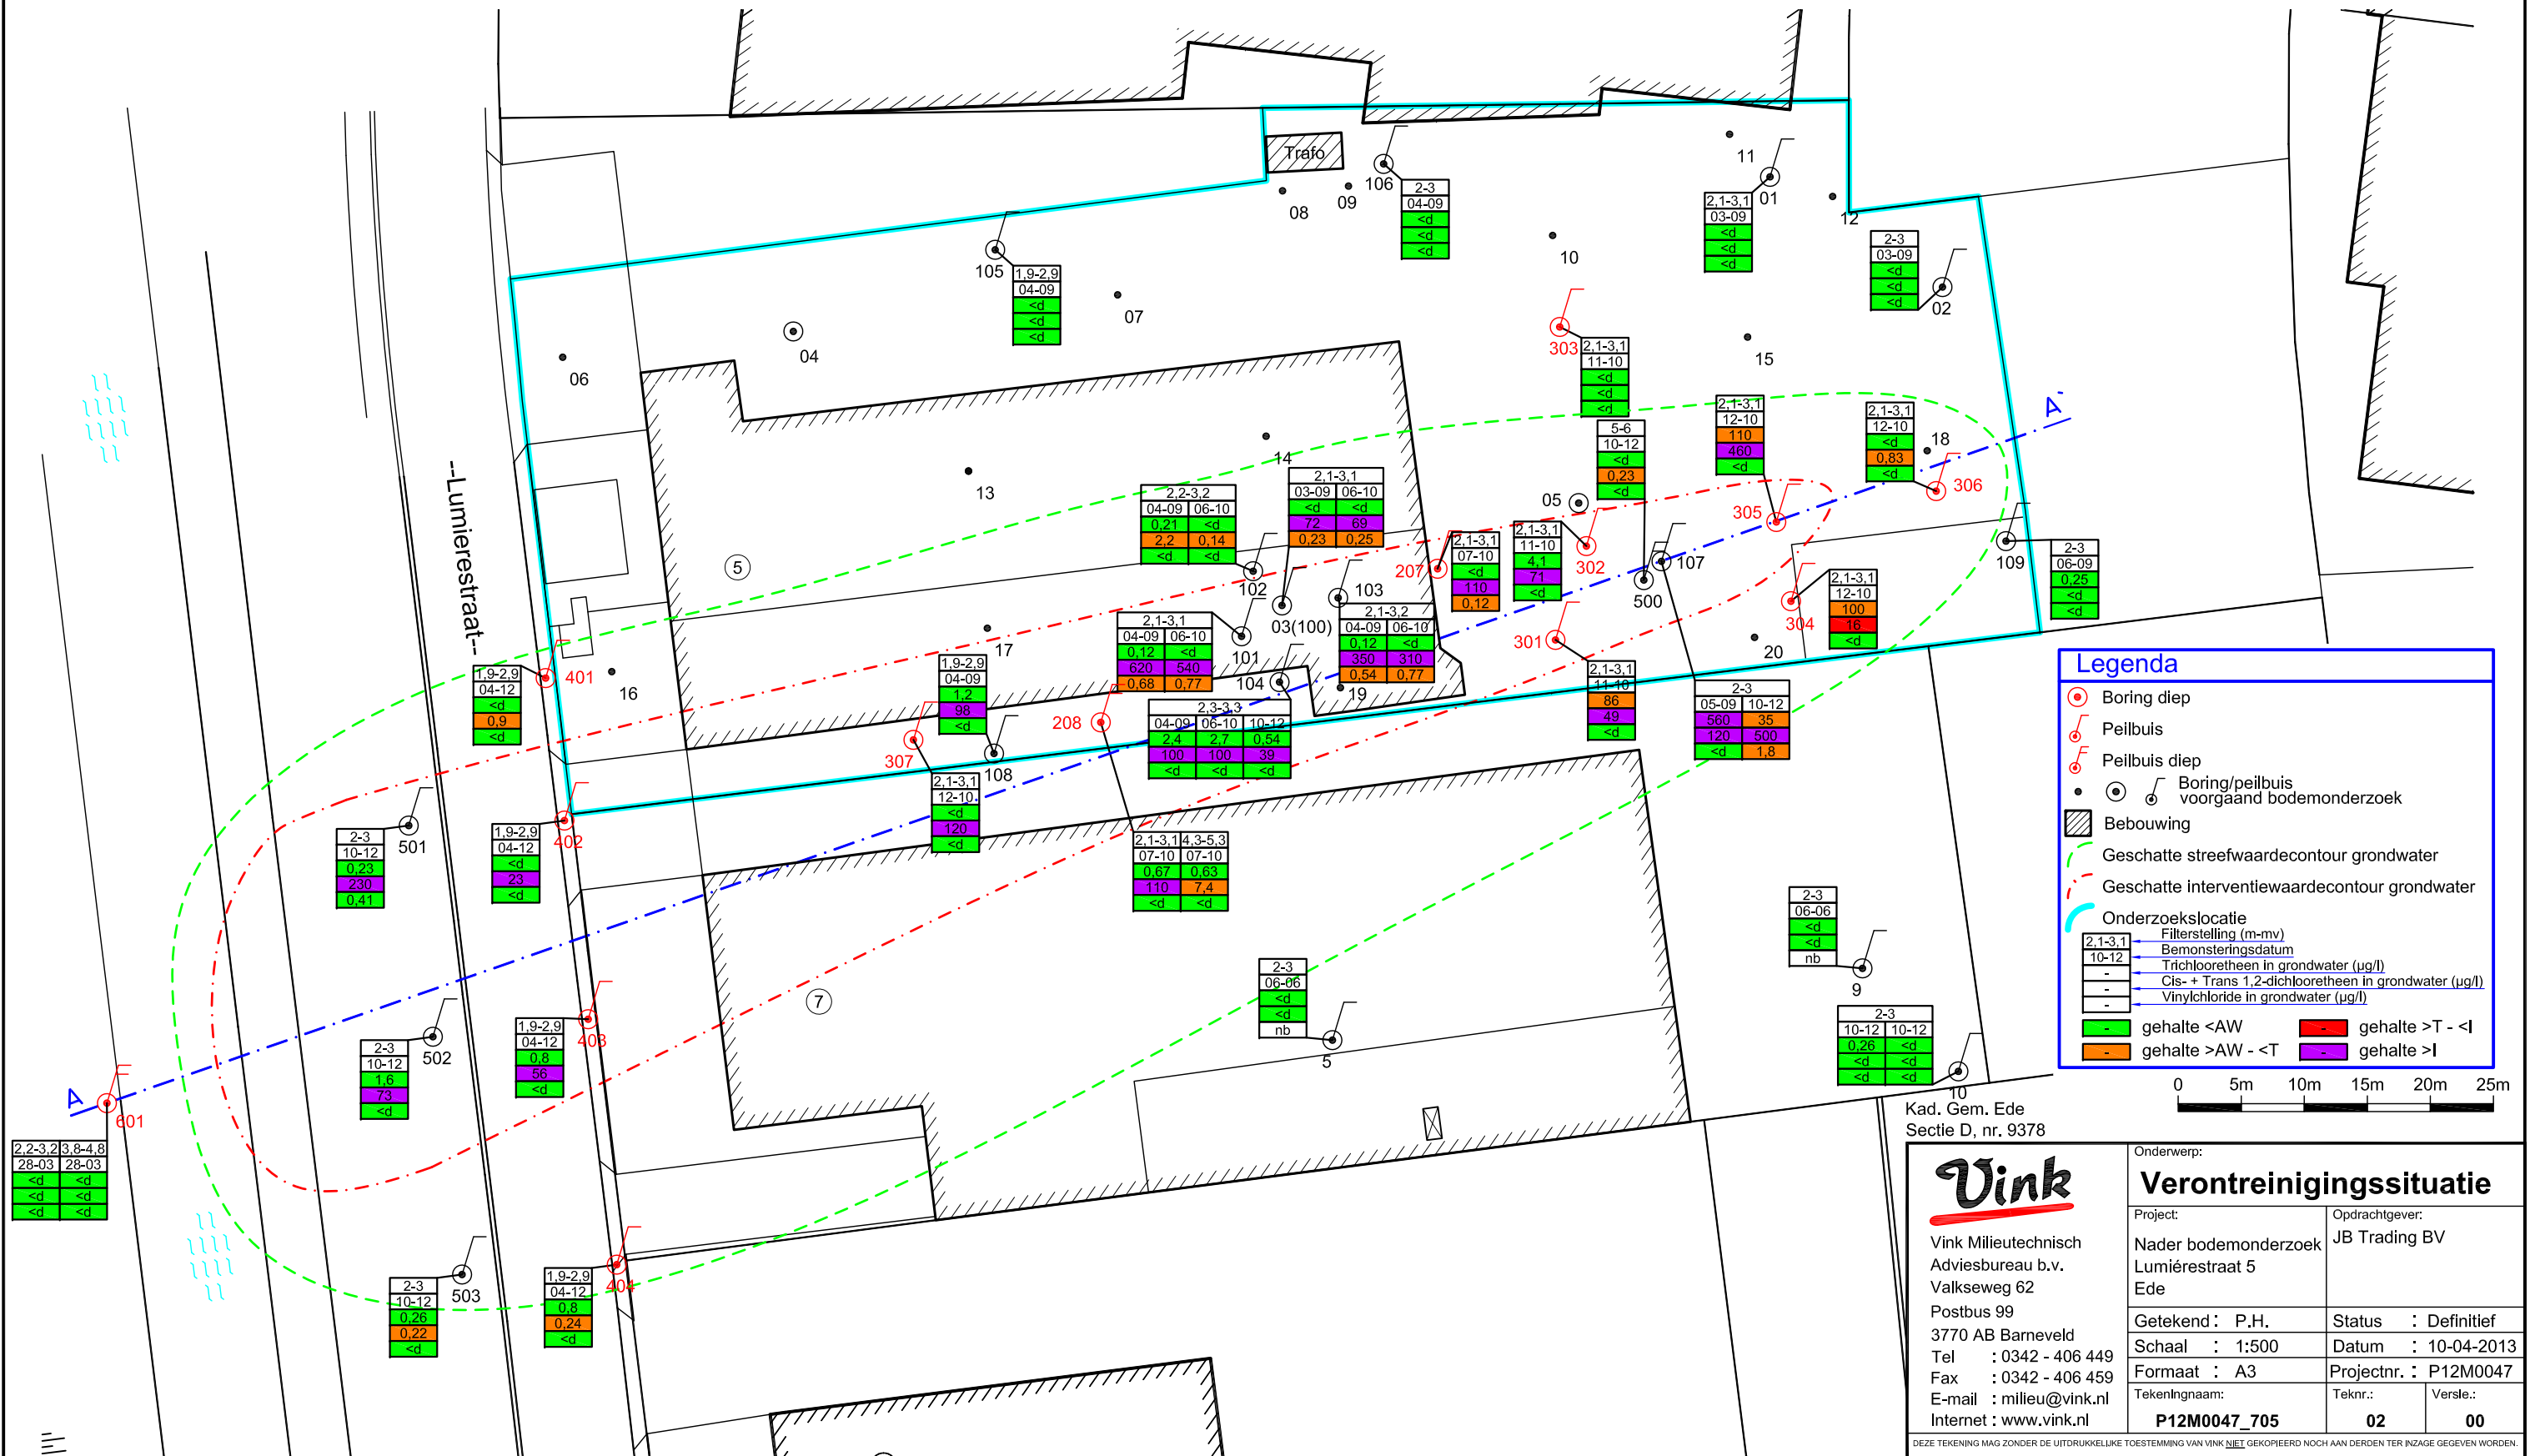 Trafo
106
2-3
04-09
<d
<d
<d
08
09
11
01
2,1-3,1
03-09
<d
<d
<d
12
2-3
03-09
<d
<d
<d
02
10
105
1,9-2,9
04-09
<d
<d
<d
07
04
06
303
2,1-3,1
11-10
<d
<d
<d
15
A`
2,1-3,1
12-10
110
460
<d
305
2,1-3,1
12-10
<d
0,83
<d
18
306
5-6
10-12
<d
0,23
<d
500
05
14
13
2,2-3,2
04-09 06-10
0,21 <d
2,2 0,14
<d <d
102
2,1-3,1
03-09 06-10
<d <d
72 69
0,23 0,25
03(100)
207
2,1-3,1
07-10
<d
110
0,12
2,1-3,1
11-10
4,1
71
<d
302
107
109
2-3
06-09
0,25
<d
<d
304
2,1-3,1
12-10
100
16
<d
5
--Lumierestraat--
103
2,1-3,2
04-09 06-10
0,12 <d
350 310
0,54 0,77
2,1-3,1
04-09 06-10
0,12 <d
620 540
0,68 0,77
101
301
2,1-3,1
11-10
86
49
<d
20
2-3
05-09 10-12
560 35
120 500
<d 1,8
17
16
19
104
2,3-3,3
04-09 06-10 10-12
2,4 2,7 0,54
100 100 39
<d <d <d
1,9-2,9
04-09
1,2
98
<d
108
208
307
2,1-3,1
12-10
<d
120
<d
1,9-2,9
04-12
<d
0,9
<d
401
2-3
10-12
0,23
230
0,41
501
1,9-2,9
04-12
<d
23
<d
402
2,1-3,1 4,3-5,3
07-10 07-10
0,67 0,63
110 7,4
<d <d
2-3
06-06
<d
<d
nb
9
2-3
06-06
<d
<d
nb
5
7
2-3
10-12 10-12
0,26 <d
<d <d
<d <d
10
2-3
10-12
1,6
73
<d
502
1,9-2,9
04-12
0,8
56
<d
403
A
601
2,2-3,2 3,8-4,8
28-03 28-03
<d <d
<d <d
<d <d
2-3
10-12
0,26
0,22
<d
503
1,9-2,9
04-12
0,8
0,24
<d
404
Legenda
Boring diep
Peilbuis
Peilbuis diep
Boring/peilbuis
voorgaand bodemonderzoek
Bebouwing
Geschatte streefwaardecontour grondwater
Geschatte interventiewaardecontour grondwater
Onderzoekslocatie
2,1-3,1 Filterstelling (m-mv)
10-12 Bemonsteringsdatum
- Trichlooretheen in grondwater (µg/l)
- Cis- + Trans 1,2-dichlooretheen in grondwater (µg/l)
- Vinylchloride in grondwater (µg/l)
- gehalte <AW - gehalte >T - <I
- gehalte >AW - <T - gehalte >I
0 5m 10m 15m 20m 25m
Kad. Gem. Ede
Sectie D, nr. 9378
Vink
Vink Milieutechnisch
Adviesbureau b.v.
Valkseweg 62
Postbus 99
3770 AB Barneveld
Tel : 0342 - 406 449
Fax : 0342 - 406 459
E-mail : milieu@vink.nl
Internet : www.vink.nl
Onderwerp:
Verontreinigingssituatie
Project:
Nader bodemonderzoek
Lumiérestraat 5
Ede
Opdrachtgever:
JB Trading BV
Getekend : P.H. Status : Definitief
Schaal : 1:500 Datum : 10-04-2013
Formaat : A3 Projectnr. : P12M0047
Tekeningnaam: Teknr.: Versie.:
P12M0047_705 02 00
DEZE TEKENING MAG ZONDER DE UITDRUKKELIJKE TOESTEMMING VAN VINK NIET GEKOPIEERD NOCH AAN DERDEN TER INZAGE GEGEVEN WORDEN.